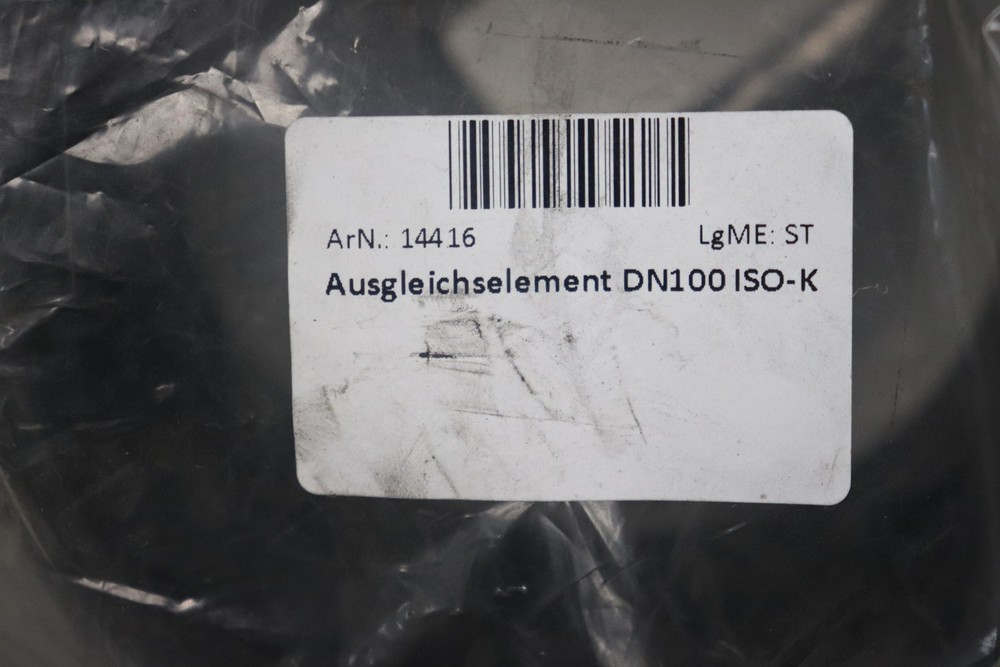 ArN.: 14416 LgME: ST
Ausgleichselement DN100 ISO-K